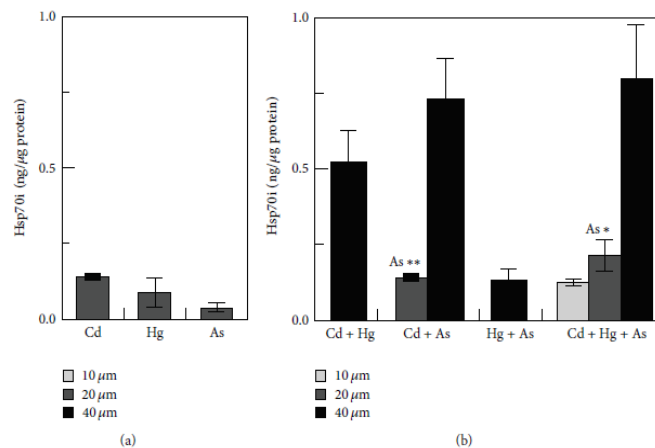 1.0
0.5
0.0
Hsp70i (ng/μg protein)
Cd Hg As
10 μm
20 μm
40 μm
(a)
1.0
0.5
0.0
Hsp70i (ng/μg protein)
As **
As *
Cd + Hg Cd + As Hg + As Cd + Hg + As
10 μm
20 μm
40 μm
(b)